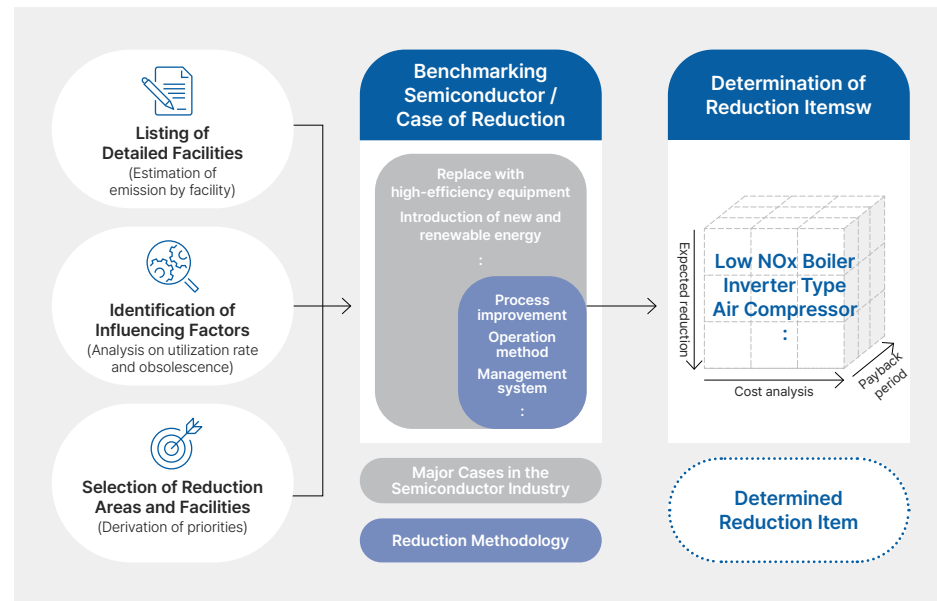 Listing of
Detailed Facilities
(Estimation of
emission by facility)
Identification of
Influencing Factors
(Analysis on utilization rate
and obsolescence)
Selection of Reduction
Areas and Facilities
(Derivation of priorities)
Benchmarking
Semiconductor /
Case of Reduction
Replace with
high-efficiency equipment
Introduction of new and
renewable energy
:
Process
improvement
Operation
method
Management
system
:
Major Cases in the
Semiconductor Industry
Reduction Methodology
Determination of
Reduction Itemsw
Expected reduction
Low NOx Boiler
Inverter Type
Air Compressor
:
Cost analysis
Payback
period
Determined
Reduction Item